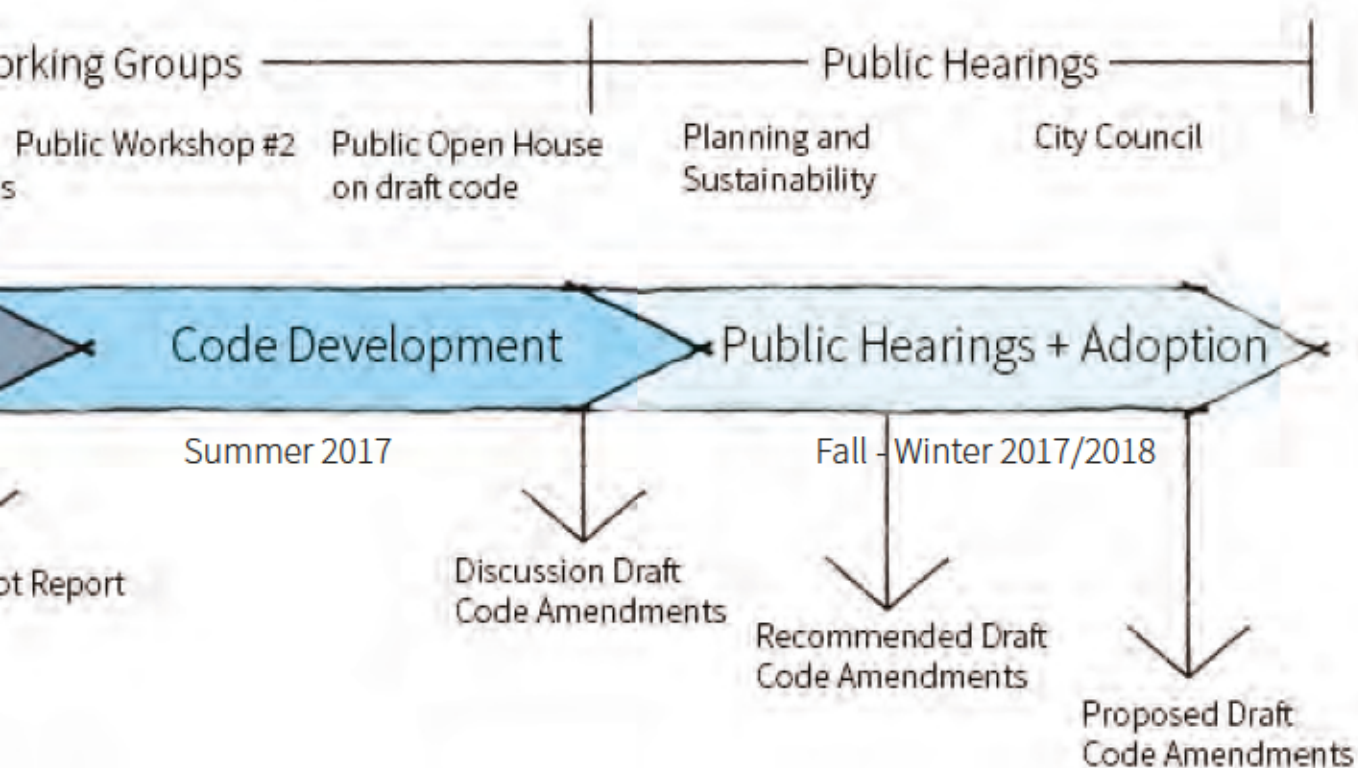 orking Groups
Public Hearings
Public Workshop #2
s
Public Open House
on draft code
Planning and
Sustainability
City Council
Code Development
Public Hearings + Adoption
Summer 2017
Fall - Winter 2017/2018
ot Report
Discussion Draft
Code Amendments
Recommended Draft
Code Amendments
Proposed Draft
Code Amendments